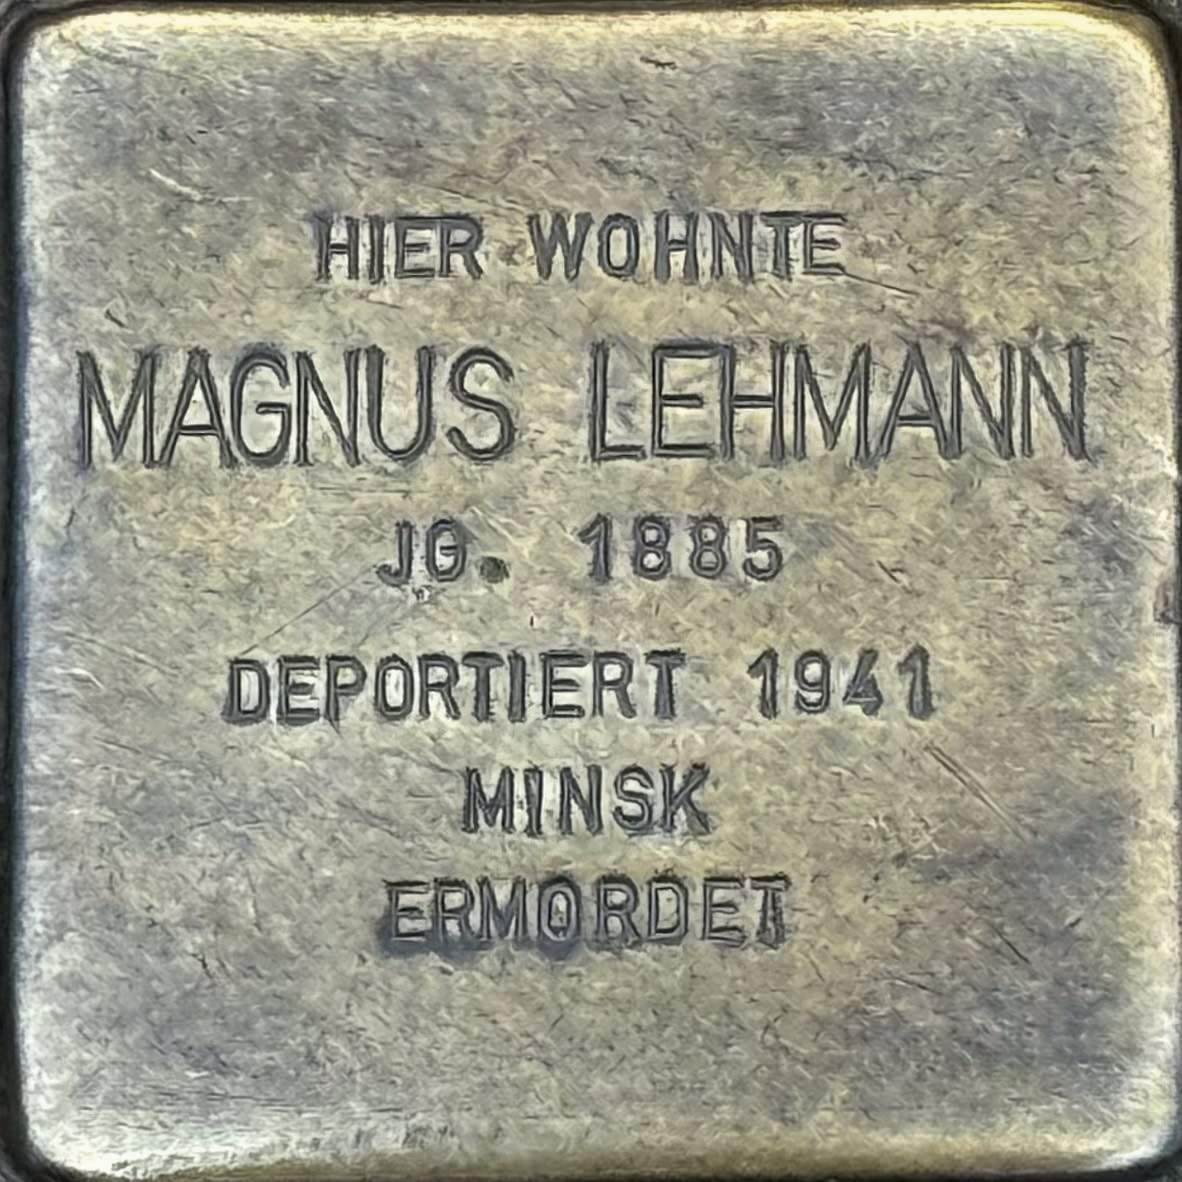 HIER WOHNTE
MAGNUS LEHMANN
JG. 1885
DEPORTIERT 1941
MINSK
ERMORDET